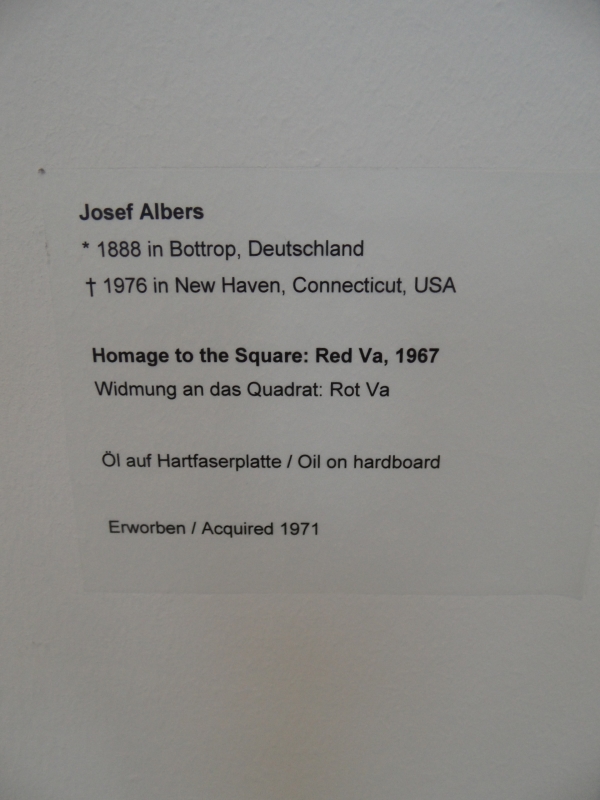 Josef Albers
* 1888 in Bottrop, Deutschland
† 1976 in New Haven, Connecticut, USA
Homage to the Square: Red Va, 1967
Widmung an das Quadrat: Rot Va
Öl auf Hartfaserplatte / Oil on hardboard
Erworben / Acquired 1971